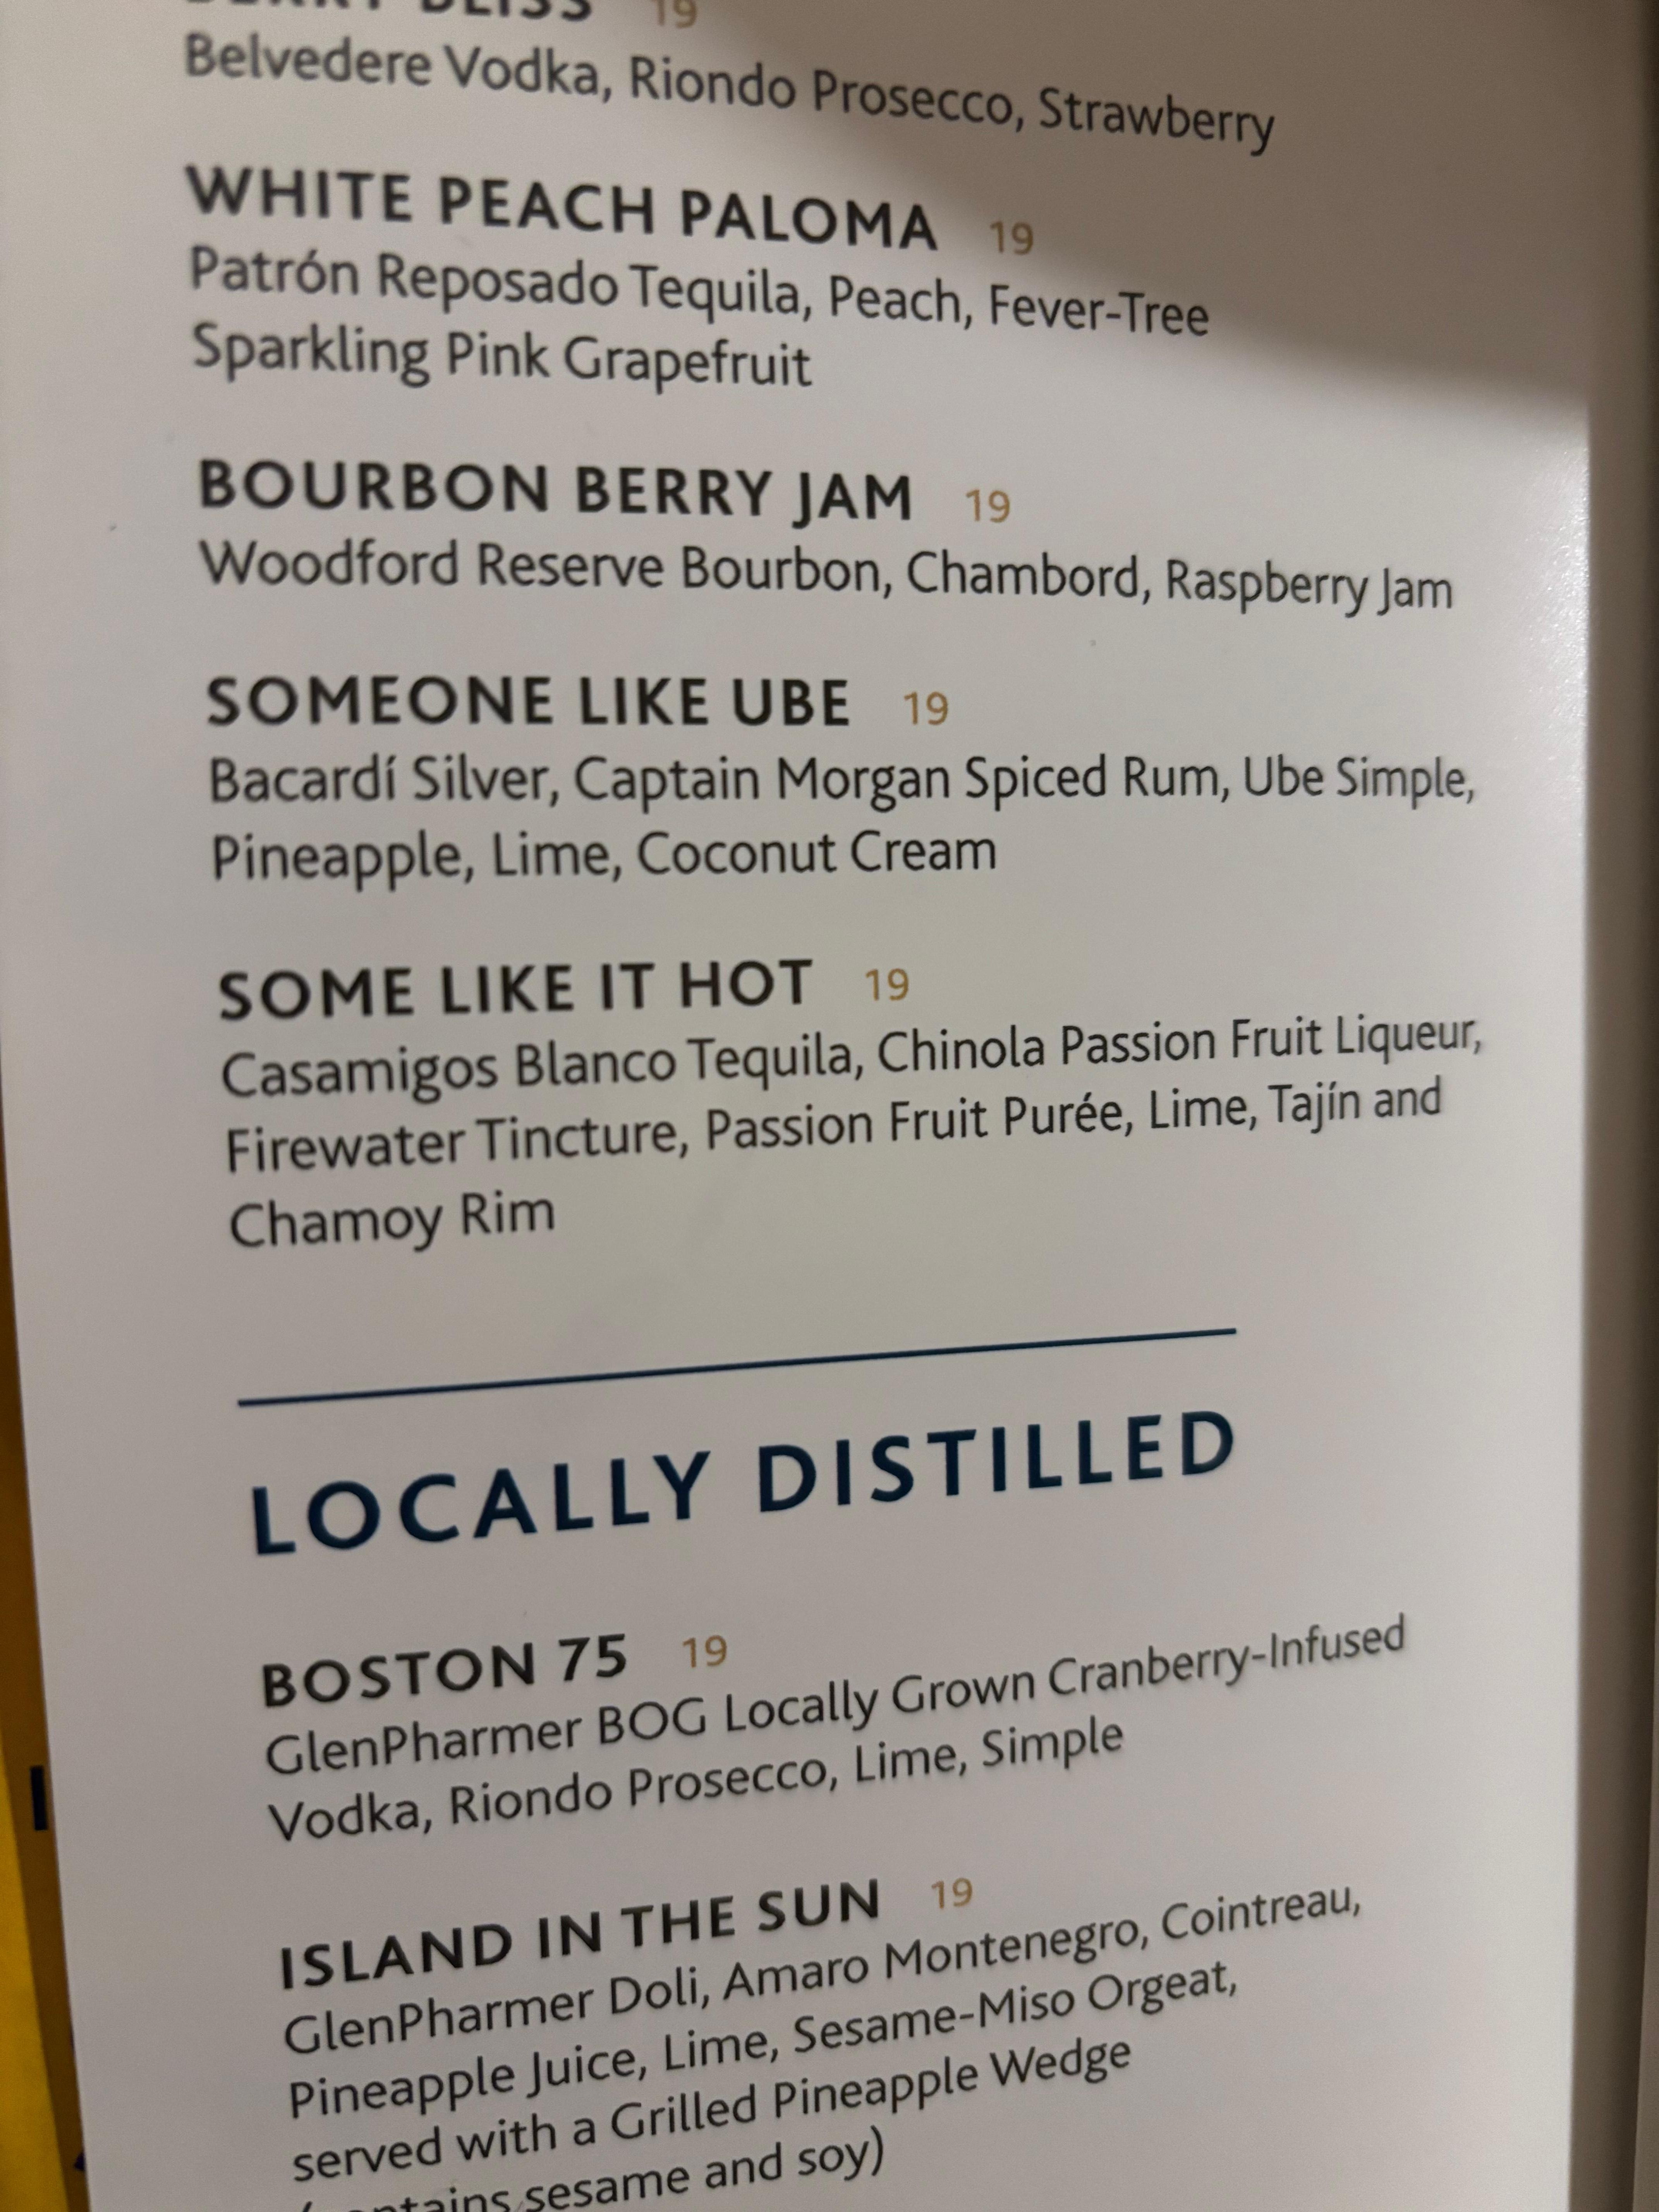 BLISS 19
Belvedere Vodka, Riondo Prosecco, Strawberry
WHITE PEACH PALOMA 19
Patrón Reposado Tequila, Peach, Fever-Tree
Sparkling Pink Grapefruit
BOURBON BERRY JAM 19
Woodford Reserve Bourbon, Chambord, Raspberry Jam
SOMEONE LIKE UBE 19
Bacardí Silver, Captain Morgan Spiced Rum, Ube Simple,
Pineapple, Lime, Coconut Cream
SOME LIKE IT HOT 19
Casamigos Blanco Tequila, Chinola Passion Fruit Liqueur,
Firewater Tincture, Passion Fruit Purée, Lime, Tajín and
Chamoy Rim
LOCALLY DISTILLED
BOSTON 75 19
GlenPharmer BOG Locally Grown Cranberry-Infused
Vodka, Riondo Prosecco, Lime, Simple
ISLAND IN THE SUN 19
GlenPharmer Doli, Amaro Montenegro, Cointreau,
Pineapple Juice, Lime, Sesame-Miso Orgeat,
served with a Grilled Pineapple Wedge
(contains sesame and soy)